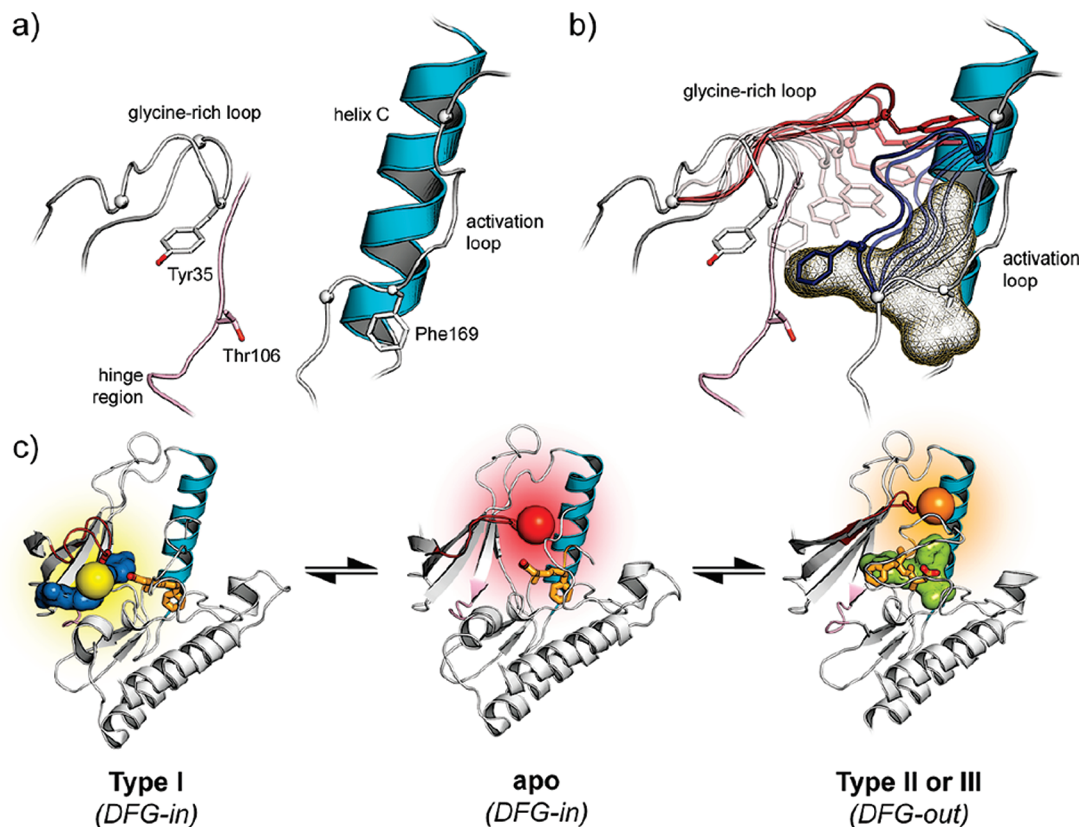 a)
glycine-rich loop
helix C
activation
loop
Tyr35
Phe169
Thr106
hinge
region
b)
glycine-rich loop
activation
loop
c)
Type I
(DFG-in)
apo
(DFG-in)
Type II or III
(DFG-out)